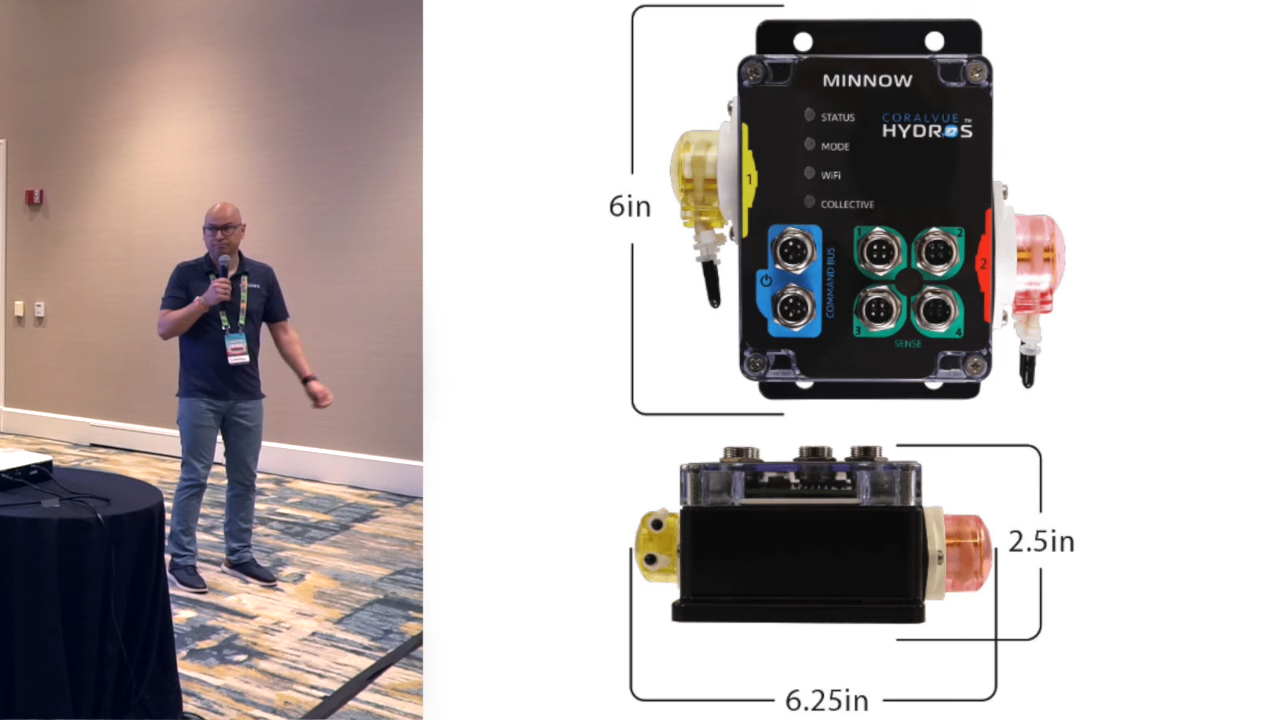 6in
MINNOW
STATUS
CORALVUE™
HYDROS
MODE
WiFi
COLLECTIVE
1
2
COMMAND BUS
1
2
3
4
SENSE
2.5in
6.25in